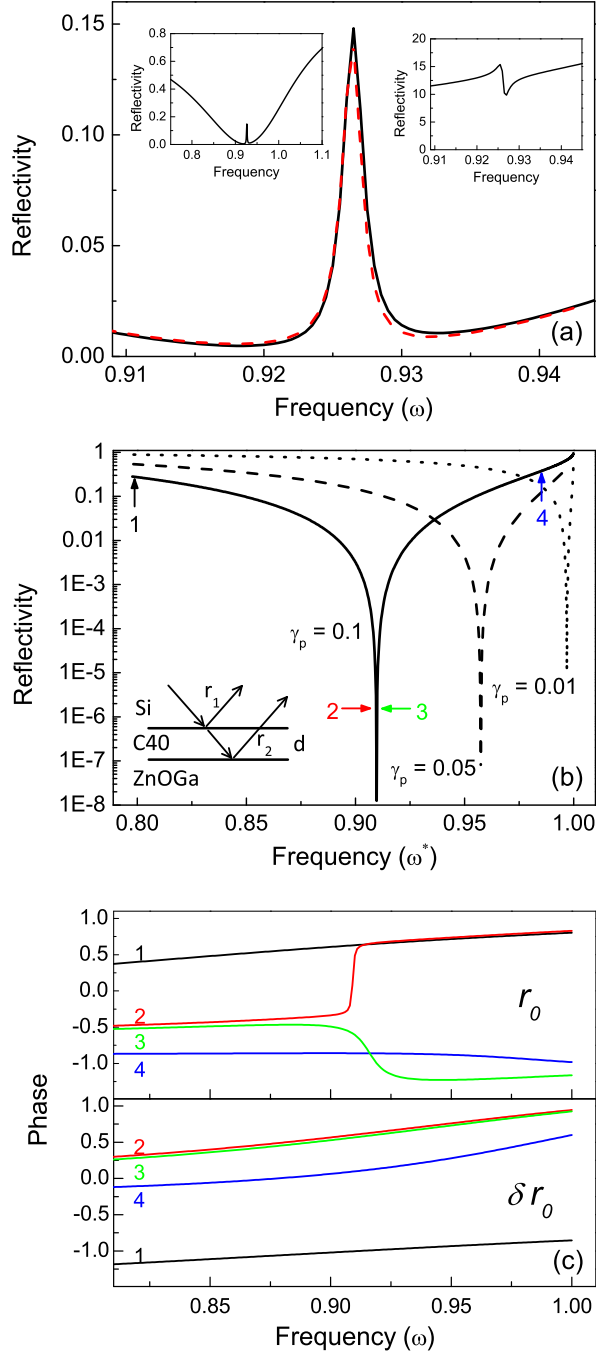 0.15
0.10
0.05
0.00
Reflectivity
0.8
0.6
0.4
0.2
0.0
Reflectivity
0.8 0.9 1.0 1.1
Frequency
20
15
10
5
0
Reflectivity
0.91 0.92 0.93 0.94
Frequency
(a)
0.91 0.92 0.93 0.94
Frequency (ω)
1
0.1
0.01
1E-3
1E-4
1E-5
1E-6
1E-7
1E-8
Reflectivity
1
4
γp = 0.1
γp = 0.01
2 3
γp = 0.05
Si
C40
ZnOGa
r1
r2
d
(b)
0.80 0.85 0.90 0.95 1.00
Frequency (ω*)
1.0
0.5
0.0
-0.5
-1.0
1
2
3
4
r0
Phase
1.0
0.5
0.0
-0.5
-1.0
2
3
4
1
δ r0
(c)
0.85 0.90 0.95 1.00
Frequency (ω)